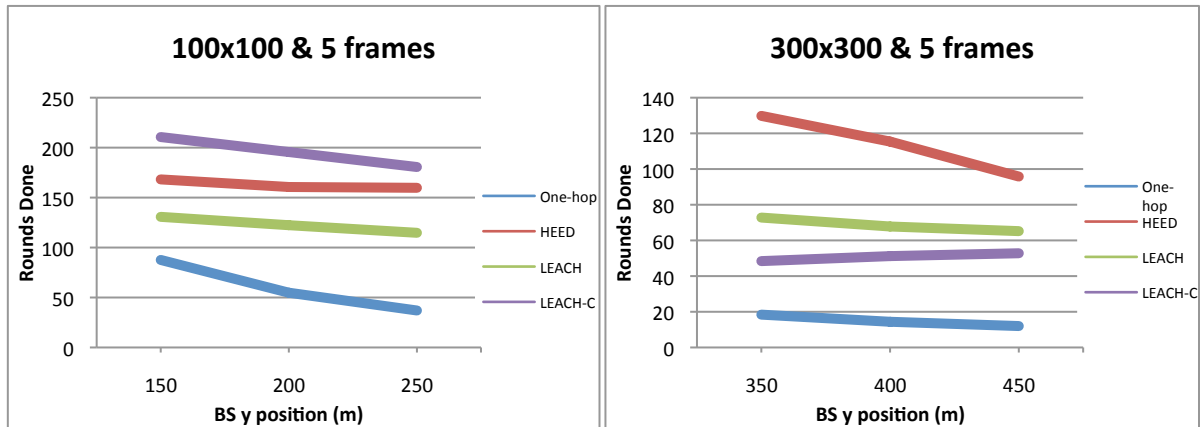 100x100 & 5 frames
250
200
150
100
50
0
Rounds Done
150 200 250
BS y position (m)
One-hop
HEED
LEACH
LEACH-C
300x300 & 5 frames
140
120
100
80
60
40
20
0
Rounds Done
350 400 450
BS y position (m)
One-
hop
HEED
LEACH
LEACH-C